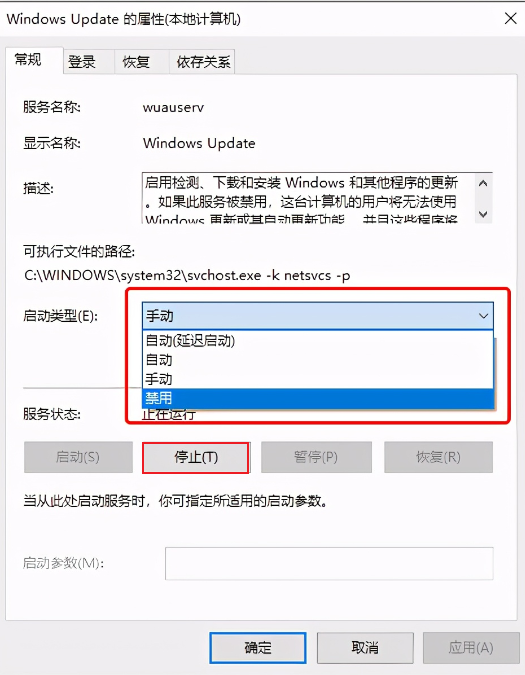 Windows Update 的属性(本地计算机)
常规 登录 恢复 依存关系
服务名称: wuauserv
显示名称: Windows Update
描述: 启用检测、下载和安装 Windows 和其他程序的更新
。如果此服务被禁用，这台计算机的用户将无法使用
Windows 更新或其自动更新功能，并且这些程序将
可执行文件的路径:
C:\WINDOWS\system32\svchost.exe -k netsvcs -p
启动类型(E): 手动
自动(延迟启动)
自动
手动
禁用
服务状态: 正在运行
启动(S) 停止(T) 暂停(P) 恢复(R)
当从此处启动服务时，你可指定所适用的启动参数。
启动参数(M):
确定 取消 应用(A)